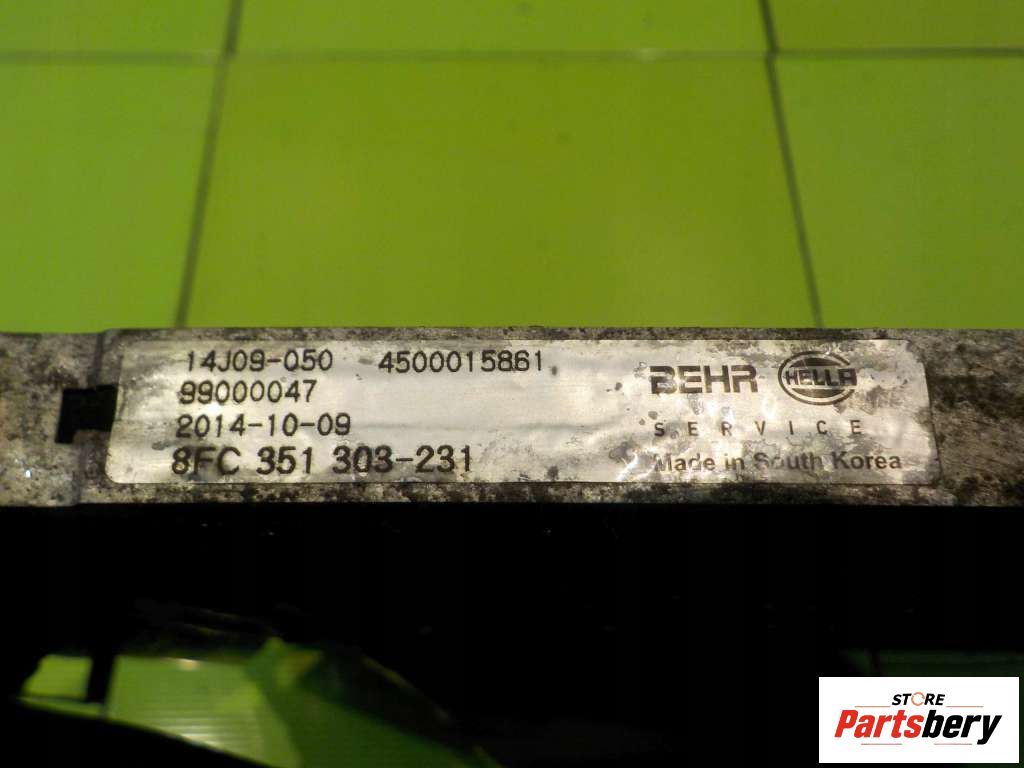 14J09-050 4500015861
99000047
2014-10-09
8FC 351 303-231
BEHR HELLA
SERVICE
Made in South Korea
STORE
Partsbery